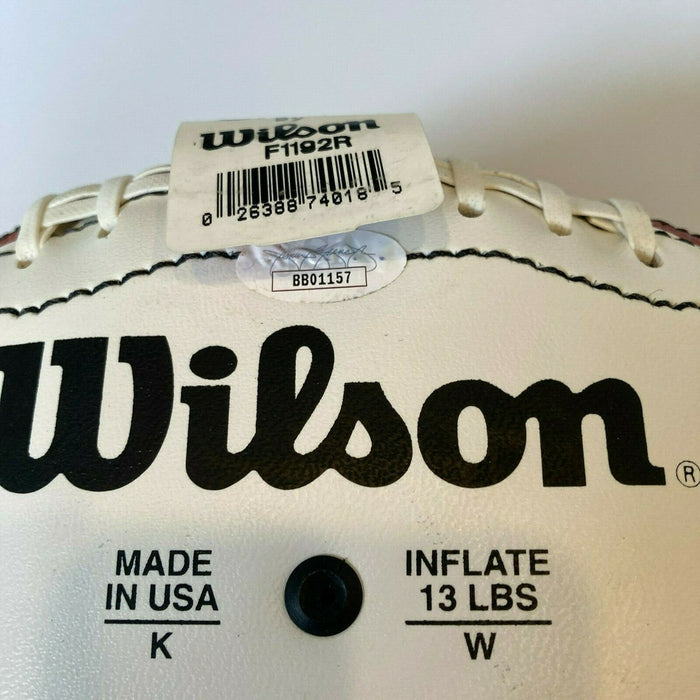 Wilson
F1192R
0 26388 74018 5
BB01157
Wilson ®
MADE
IN USA
K
INFLATE
13 LBS
W